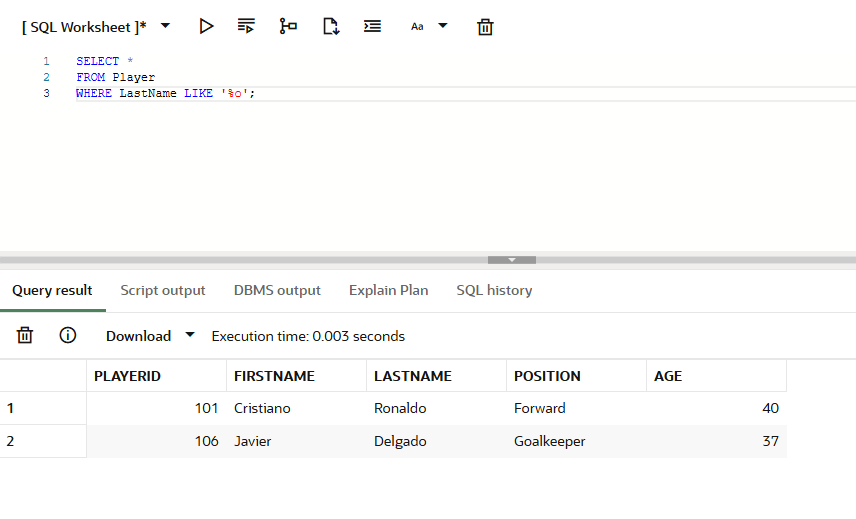 [ SQL Worksheet ]* Aa
1 SELECT *
2 FROM Player
3 WHERE LastName LIKE '%o';
Query result Script output DBMS output Explain Plan SQL history
Download Execution time: 0.003 seconds
PLAYERID FIRSTNAME LASTNAME POSITION AGE
1 101 Cristiano Ronaldo Forward 40
2 106 Javier Delgado Goalkeeper 37